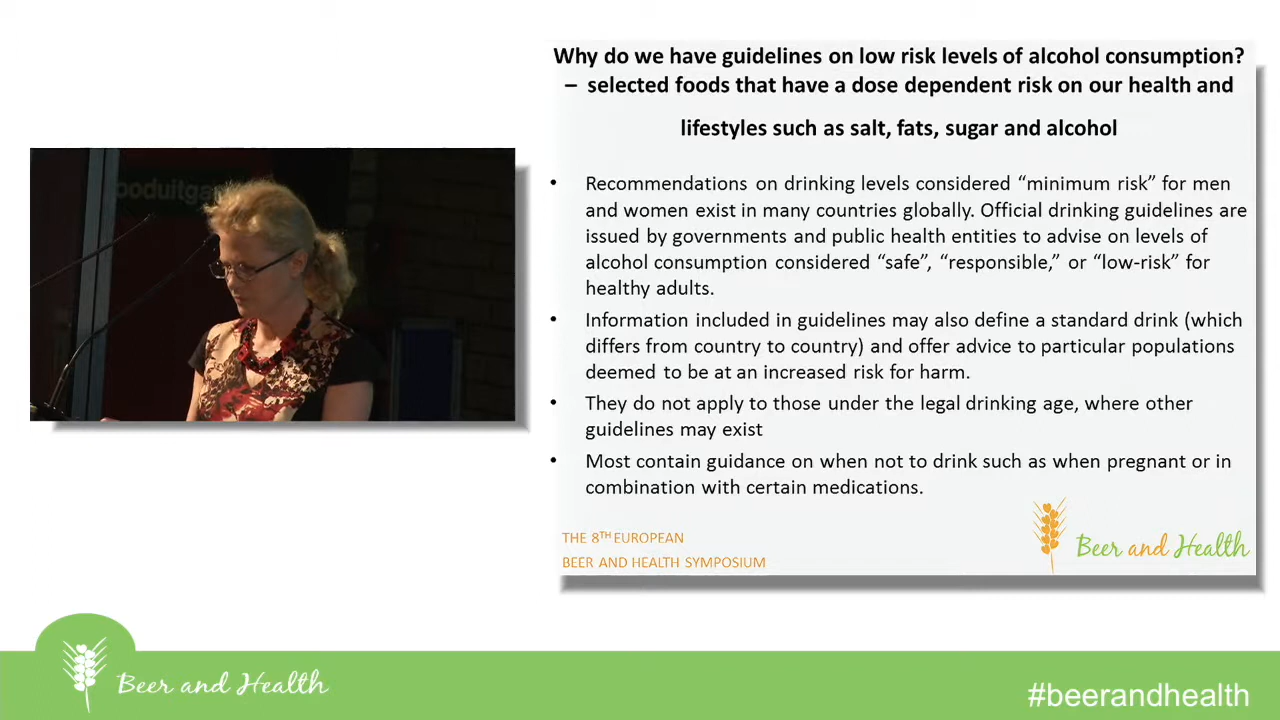 Why do we have guidelines on low risk levels of alcohol consumption?
– selected foods that have a dose dependent risk on our health and
lifestyles such as salt, fats, sugar and alcohol
• Recommendations on drinking levels considered “minimum risk” for men
and women exist in many countries globally. Official drinking guidelines are
issued by governments and public health entities to advise on levels of
alcohol consumption considered “safe”, “responsible,” or “low-risk” for
healthy adults.
• Information included in guidelines may also define a standard drink (which
differs from country to country) and offer advice to particular populations
deemed to be at an increased risk for harm.
• They do not apply to those under the legal drinking age, where other
guidelines may exist
• Most contain guidance on when not to drink such as when pregnant or in
combination with certain medications.
THE 8TH EUROPEAN
BEER AND HEALTH SYMPOSIUM
Beer and Health
Beer and Health
#beerandhealth